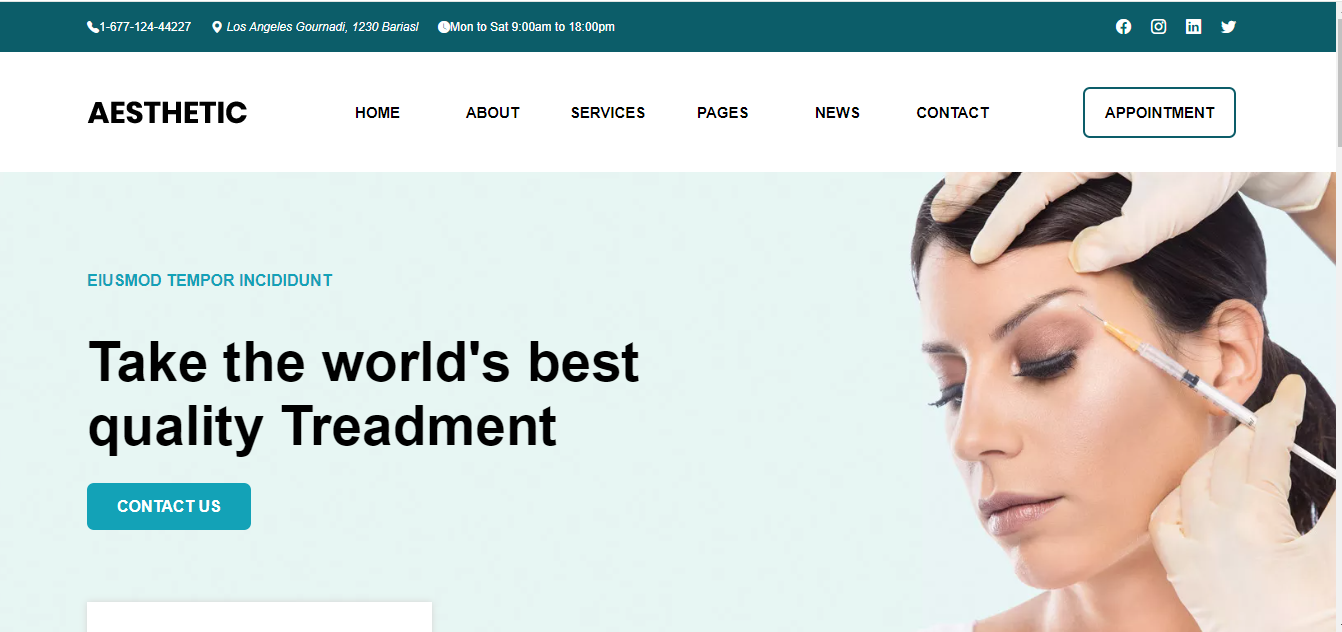 1-677-124-44227 Los Angeles Gournadi, 1230 Bariasl Mon to Sat 9:00am to 18:00pm
AESTHETIC HOME ABOUT SERVICES PAGES NEWS CONTACT APPOINTMENT
EIUSMOD TEMPOR INCIDIDUNT
Take the world's best
quality Treadment
CONTACT US